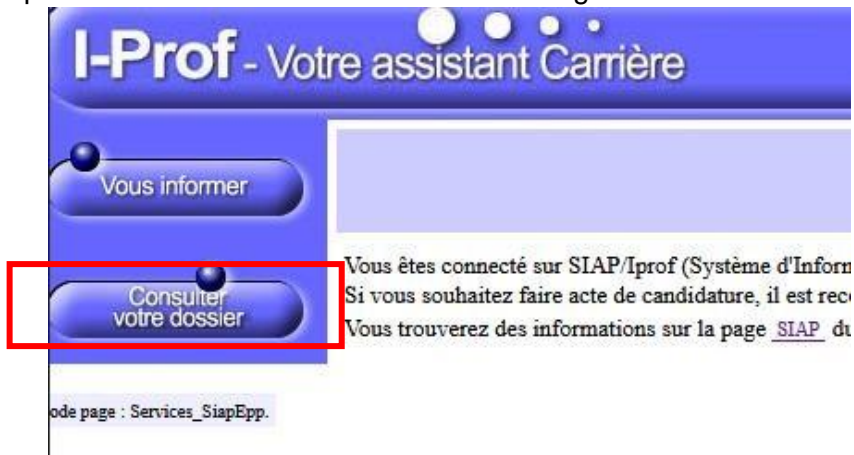 I-Prof - Votre assistant Carrière
Vous informer
Consulter
votre dossier
Vous êtes connecté sur SIAP/Iprof (Système d'Inform
Si vous souhaitez faire acte de candidature, il est rec
Vous trouverez des informations sur la page SIAP du
ode page : Services_SiapEpp.